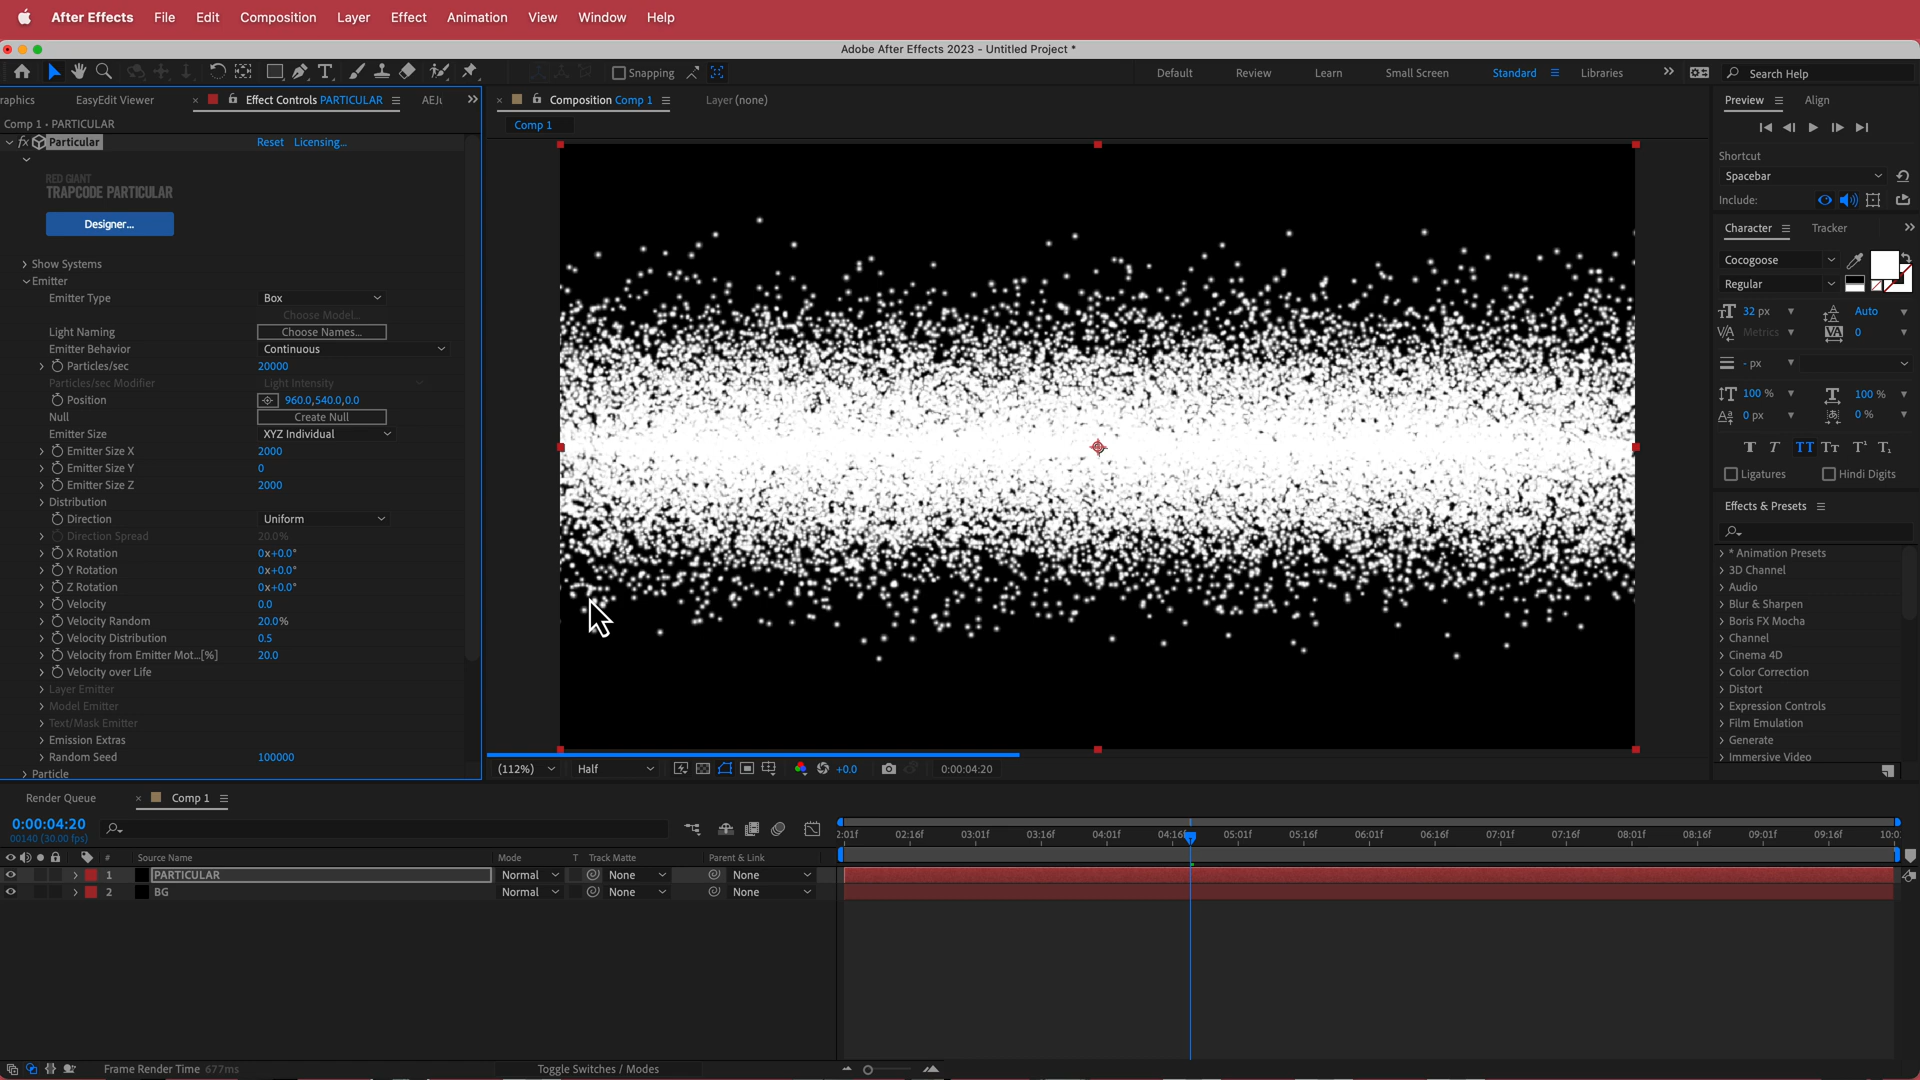 After Effects File Edit Composition Layer Effect Animation View Window Help
Adobe After Effects 2023 - Untitled Project *
Snapping Default Review Learn Small Screen Standard Libraries Search Help
raphics EasyEdit Viewer Effect Controls PARTICULAR
Composition Comp 1 Layer (none)
Comp 1 • PARTICULAR
Comp 1
Particular Reset Licensing...
RED GIANT
TRAPCODE PARTICULAR
Designer...
Show Systems
Emitter
Emitter Type Box
Choose Model...
Light Naming Choose Names...
Emitter Behavior Continuous
Particles/sec 20000
Particles/sec Modifier Light Intensity
Position 960.0,540.0,0.0
Null Create Null
Emitter Size XYZ Individual
Emitter Size X 2000
Emitter Size Y 0
Emitter Size Z 2000
Distribution
Direction Uniform
Direction Spread 20.0%
X Rotation 0x+0.0°
Y Rotation 0x+0.0°
Z Rotation 0x+0.0°
Velocity 0.0
Velocity Random 20.0%
Velocity Distribution 0.5
Velocity from Emitter Mot...[%] 20.0
Velocity over Life
Layer Emitter
Model Emitter
Text/Mask Emitter
Emission Extras
Random Seed 100000
Particle
(112%) Half +0.0 0:00:04:20
Preview Align
Shortcut
Spacebar
Include:
Character Tracker
Cocogoose
Regular
32 px Auto
Metrics 0
- px
100 % 100 %
0 px 0 %
T T TT Tт T¹ T₁
Ligatures Hindi Digits
Effects & Presets
* Animation Presets
3D Channel
Audio
Blur & Sharpen
Boris FX Mocha
Channel
Cinema 4D
Color Correction
Distort
Expression Controls
Film Emulation
Generate
Immersive Video
Render Queue Comp 1
0:00:04:20
00140 (30.00 fps)
2:01f 02:16f 03:01f 03:16f 04:01f 04:16f 05:01f 05:16f 06:01f 06:16f 07:01f 07:16f 08:01f 08:16f 09:01f 09:16f 10:0
# Source Name Mode T Track Matte Parent & Link
1 PARTICULAR Normal None None
2 BG Normal None None
Frame Render Time 677ms Toggle Switches / Modes